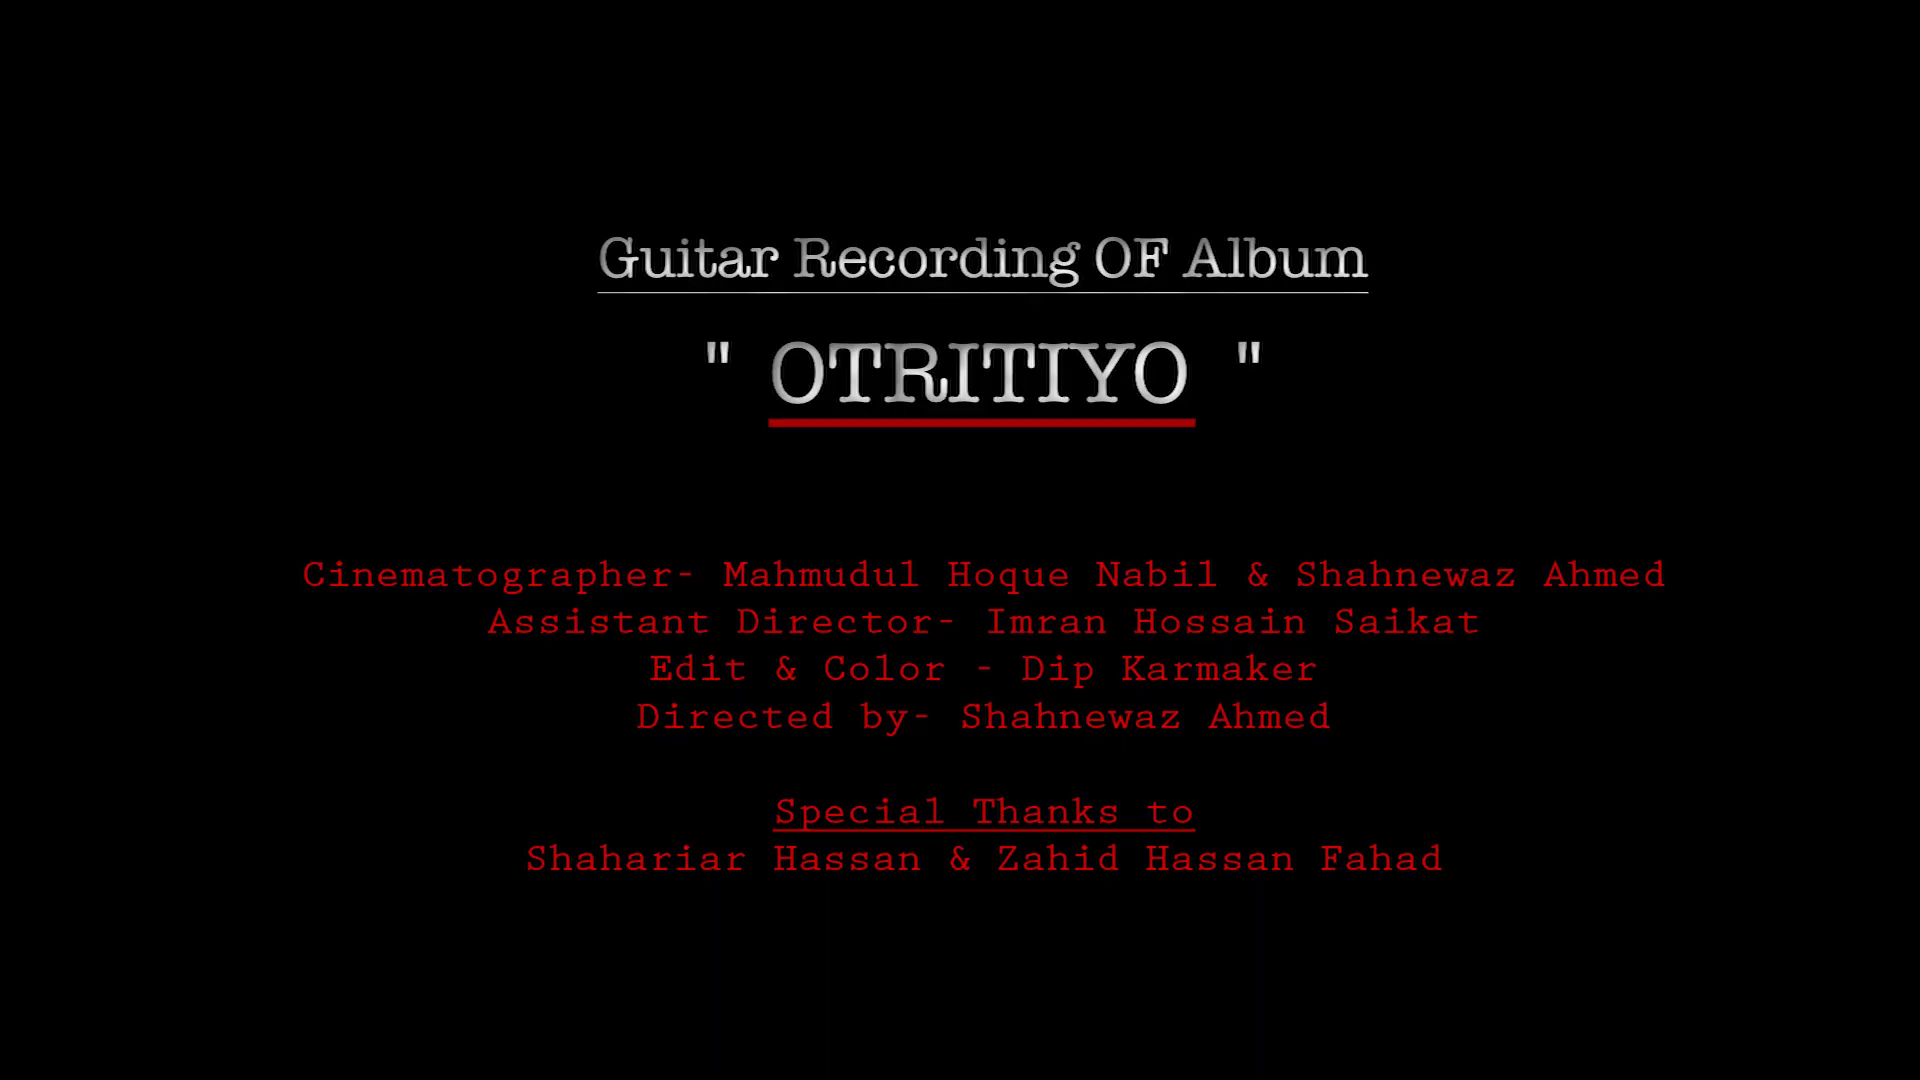 Guitar Recording OF Album
" OTRITIYO "
Cinematographer- Mahmudul Hoque Nabil & Shahnewaz Ahmed
Assistant Director- Imran Hossain Saikat
Edit & Color - Dip Karmaker
Directed by- Shahnewaz Ahmed
Special Thanks to
Shahariar Hassan & Zahid Hassan Fahad